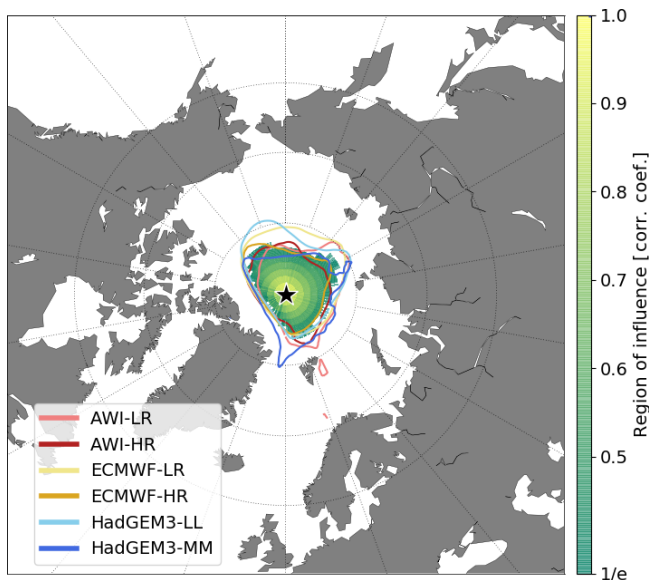 AWI-LR
AWI-HR
ECMWF-LR
ECMWF-HR
HadGEM3-LL
HadGEM3-MM
1.0
0.9
0.8
0.7
0.6
0.5
1/e
Region of influence [corr. coef.]